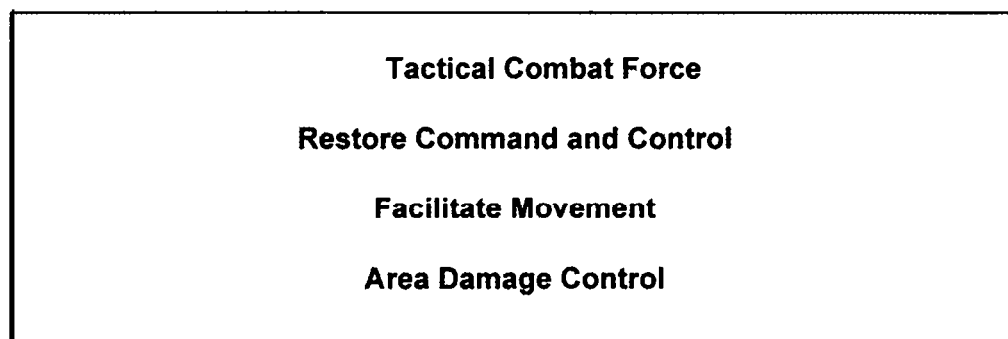 Tactical Combat Force
Restore Command and Control
Facilitate Movement
Area Damage Control